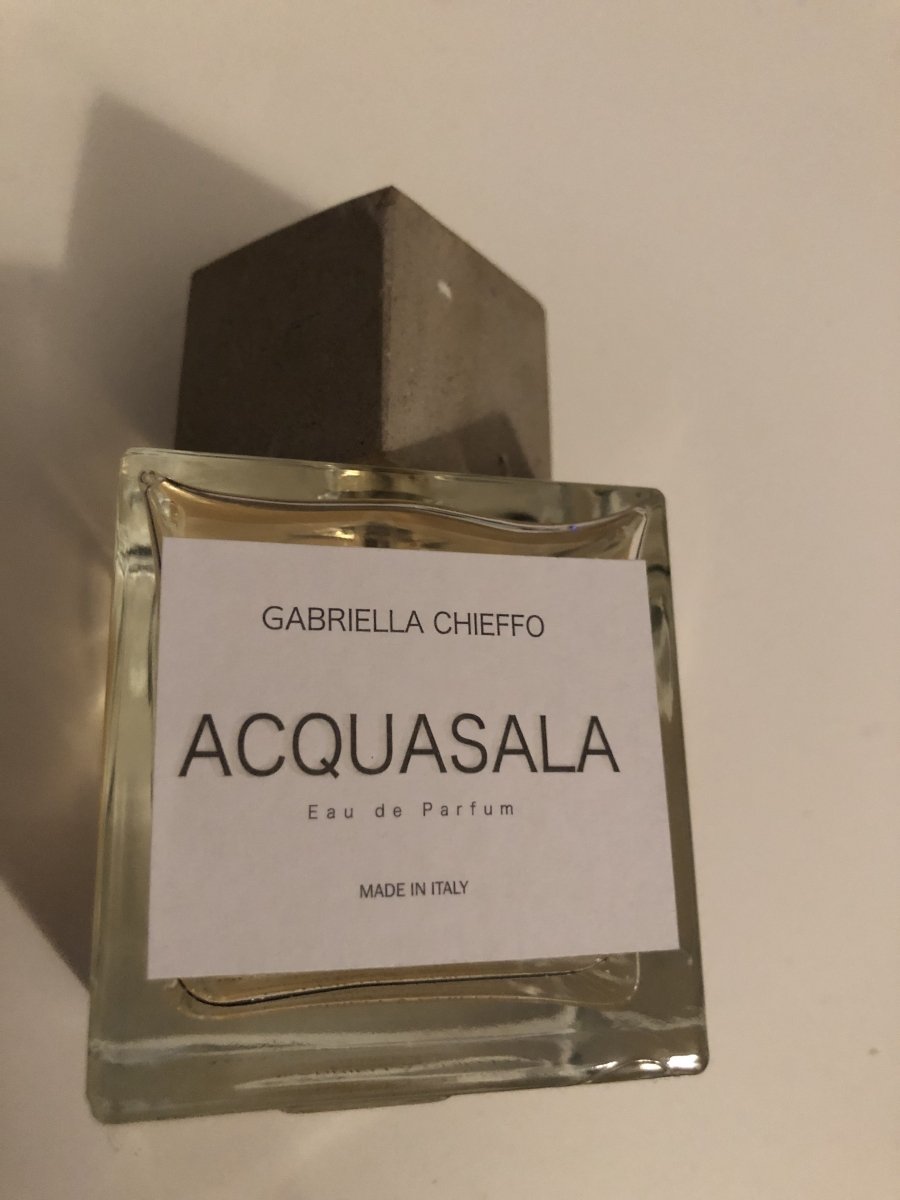 GABRIELLA CHIEFFO
ACQUASALA
Eau de Parfum
MADE IN ITALY